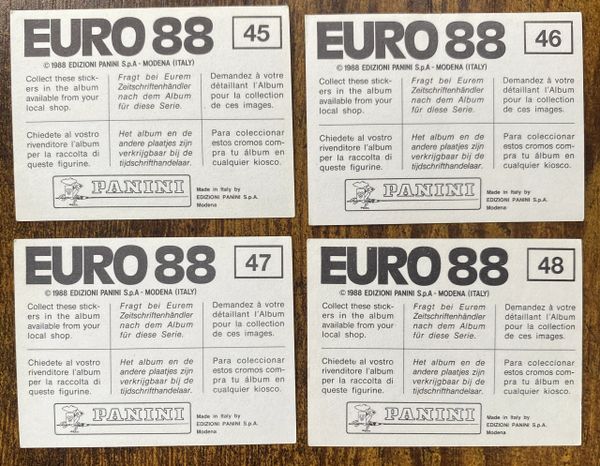 EURO 88 45
© 1988 EDIZIONI PANINI S.p.A - MODENA (ITALY)
Collect these stick-
ers in the album
available from your
local shop.
Fragt bei Eurem
Zeitschriftenhändler
nach dem Album
für diese Serie.
Demandez à votre
détaillant l'Album
pour la collection
de ces images.
Chiedete al vostro
rivenditore l'album
per la raccolta di
queste figurine.
Het album en de
andere plaatjes zijn
verkrijgbaar bij de
tijdschrifthandelaar.
Para coleccionar
estos cromos com-
pra tu álbum en
cualquier kiosco.
PANINI
Made in Italy by
EDIZIONI PANINI S.p.A.
Modena
EURO 88 46
© 1988 EDIZIONI PANINI S.p.A - MODENA (ITALY)
Collect these stick-
ers in the album
available from your
local shop.
Fragt bei Eurem
Zeitschriftenhändler
nach dem Album
für diese Serie.
Demandez à votre
détaillant l'Album
pour la collection
de ces images.
Chiedete al vostro
rivenditore l'album
per la raccolta di
queste figurine.
Het album en de
andere plaatjes zijn
verkrijgbaar bij de
tijdschrifthandelaar.
Para coleccionar
estos cromos com-
pra tu álbum en
cualquier kiosco.
PANINI
Made in Italy by
EDIZIONI PANINI S.p.A.
Modena
EURO 88 47
© 1988 EDIZIONI PANINI S.p.A - MODENA (ITALY)
Collect these stick-
ers in the album
available from your
local shop.
Fragt bei Eurem
Zeitschriftenhändler
nach dem Album
für diese Serie.
Demandez à votre
détaillant l'Album
pour la collection
de ces images.
Chiedete al vostro
rivenditore l'album
per la raccolta di
queste figurine.
Het album en de
andere plaatjes zijn
verkrijgbaar bij de
tijdschrifthandelaar.
Para coleccionar
estos cromos com-
pra tu álbum en
cualquier kiosco.
PANINI
Made in Italy by
EDIZIONI PANINI S.p.A.
Modena
EURO 88 48
© 1988 EDIZIONI PANINI S.p.A - MODENA (ITALY)
Collect these stick-
ers in the album
available from your
local shop.
Fragt bei Eurem
Zeitschriftenhändler
nach dem Album
für diese Serie.
Demandez à votre
détaillant l'Album
pour la collection
de ces images.
Chiedete al vostro
rivenditore l'album
per la raccolta di
queste figurine.
Het album en de
andere plaatjes zijn
verkrijgbaar bij de
tijdschrifthandelaar.
Para coleccionar
estos cromos com-
pra tu álbum en
cualquier kiosco.
PANINI
Made in Italy by
EDIZIONI PANINI S.p.A.
Modena